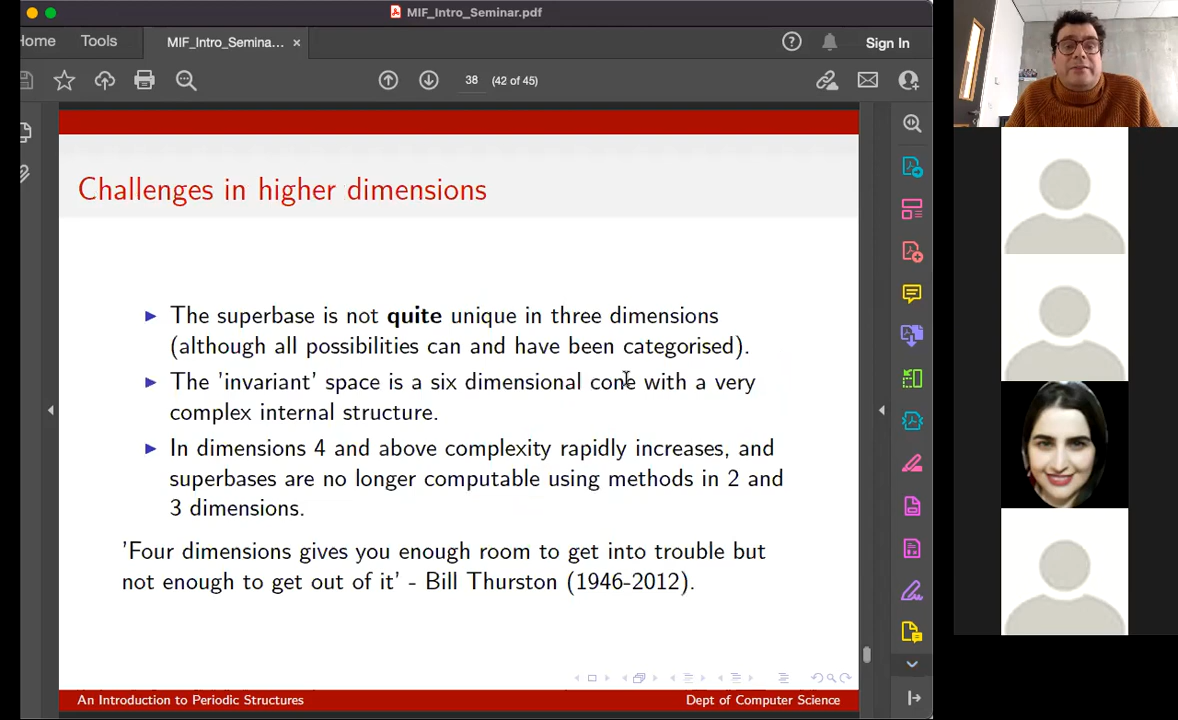 MIF_Intro_Seminar.pdf
Home
Tools
MIF_Intro_Semina... ×
Sign In
38
(42 of 45)
Challenges in higher dimensions
The superbase is not quite unique in three dimensions
(although all possibilities can and have been categorised).
The 'invariant' space is a six dimensional cone with a very
complex internal structure.
In dimensions 4 and above complexity rapidly increases, and
superbases are no longer computable using methods in 2 and
3 dimensions.
'Four dimensions gives you enough room to get into trouble but
not enough to get out of it' - Bill Thurston (1946-2012).
An Introduction to Periodic Structures
Dept of Computer Science